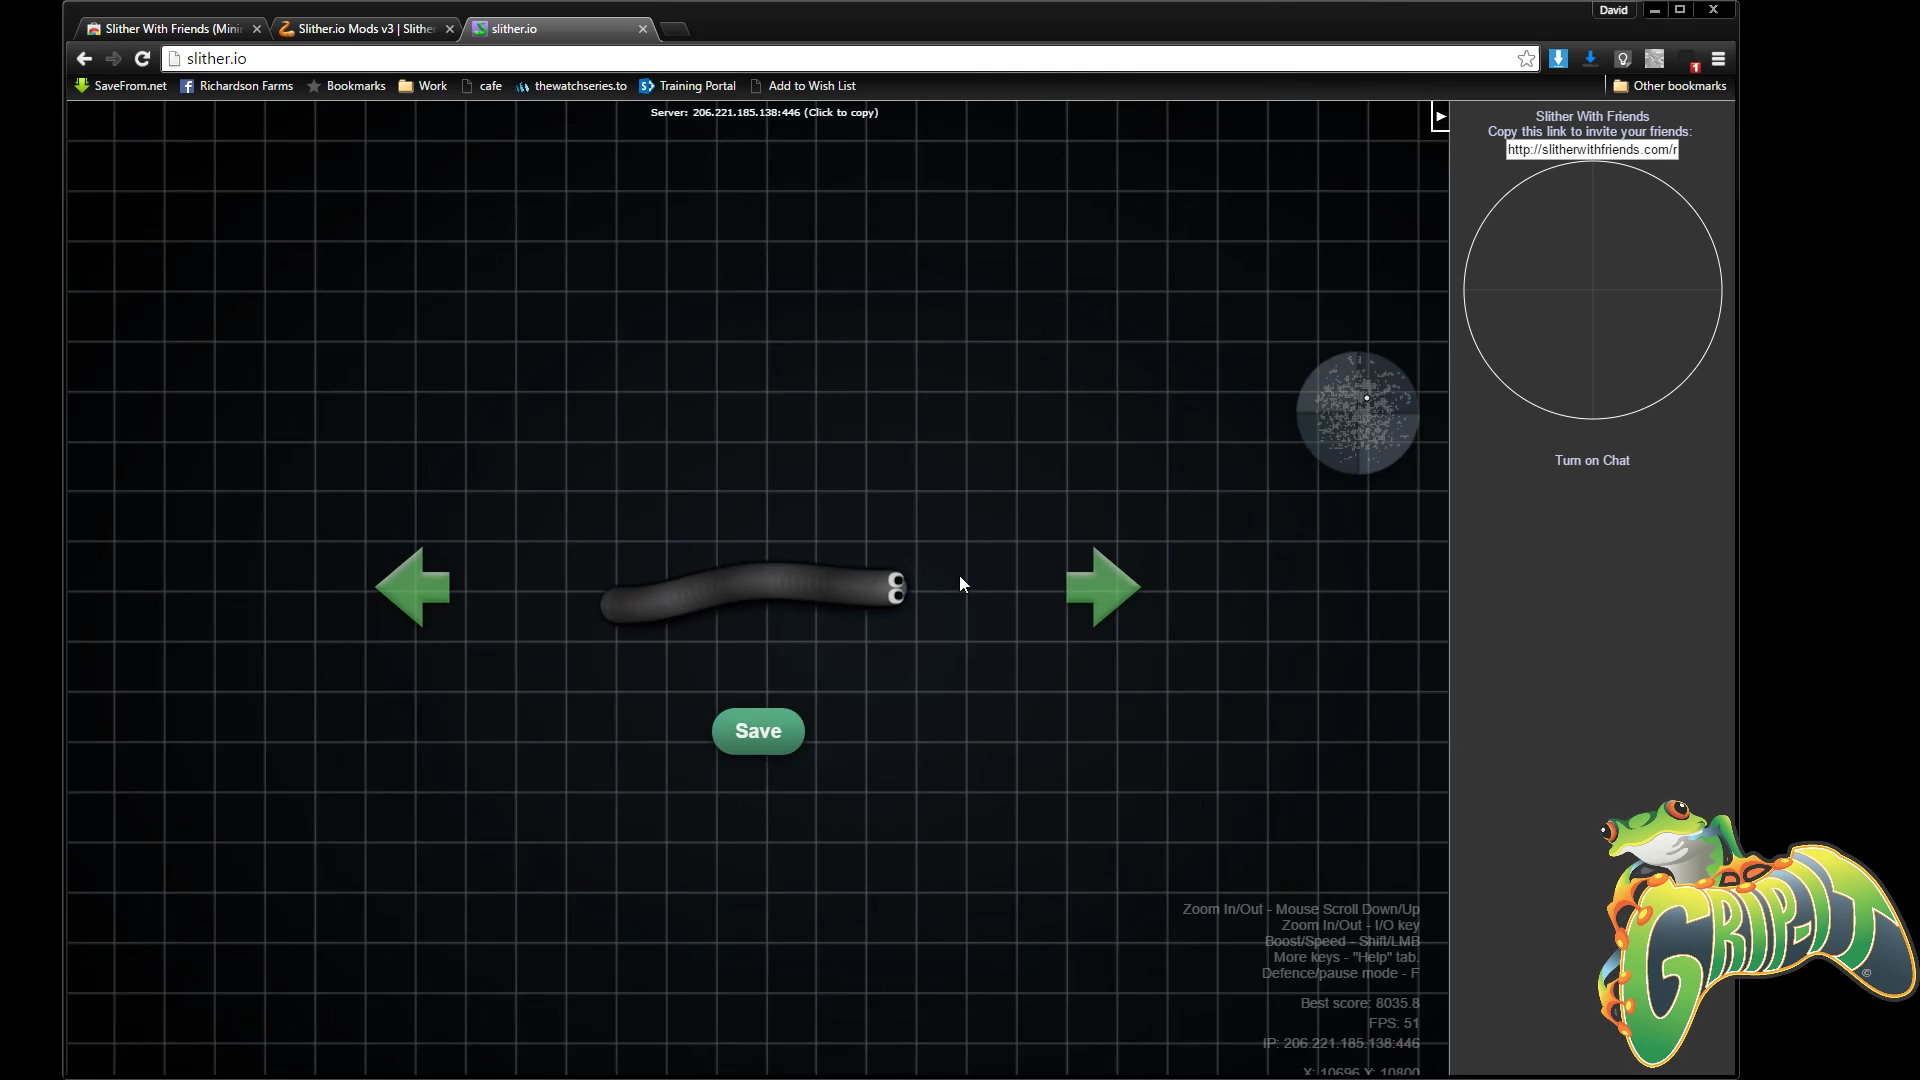 David
Slither With Friends (Mini
Slither.io Mods v3 | Slither
slither.io
slither.io
1
SaveFrom.net
Richardson Farms
Bookmarks
Work
cafe
thewatchseries.to
Training Portal
Add to Wish List
Other bookmarks
Server: 206.221.185.138:446 (Click to copy)
Slither With Friends
Copy this link to invite your friends:
http://slitherwithfriends.com/r
Turn on Chat
Save
Zoom In/Out - Mouse Scroll Down/Up
Zoom In/Out - I/O key
Boost/Speed - Shift/LMB
More keys - "Help" tab.
Defence/pause mode - F
Best score: 8035.8
FPS: 51
IP: 206.221.185.138:446
X: 10696 Y: 10800
GRIP-IT
©